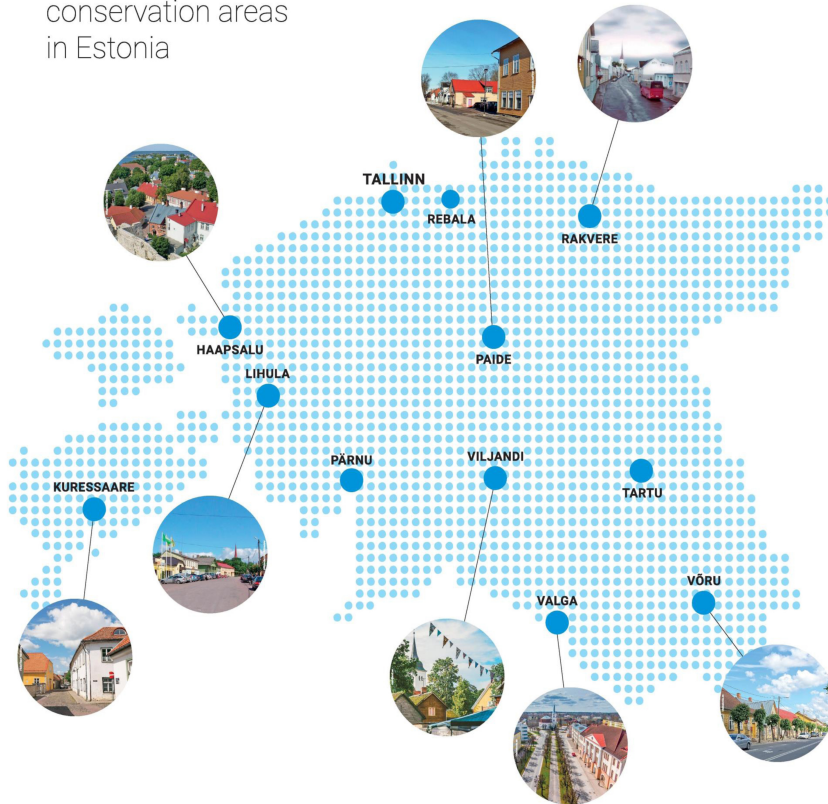 conservation areas
in Estonia
TALLINN
REBALA
RAKVERE
HAAPSALU
PAIDE
LIHULA
PÄRNU
VILJANDI
KURESSAARE
TARTU
VÕRU
VALGA